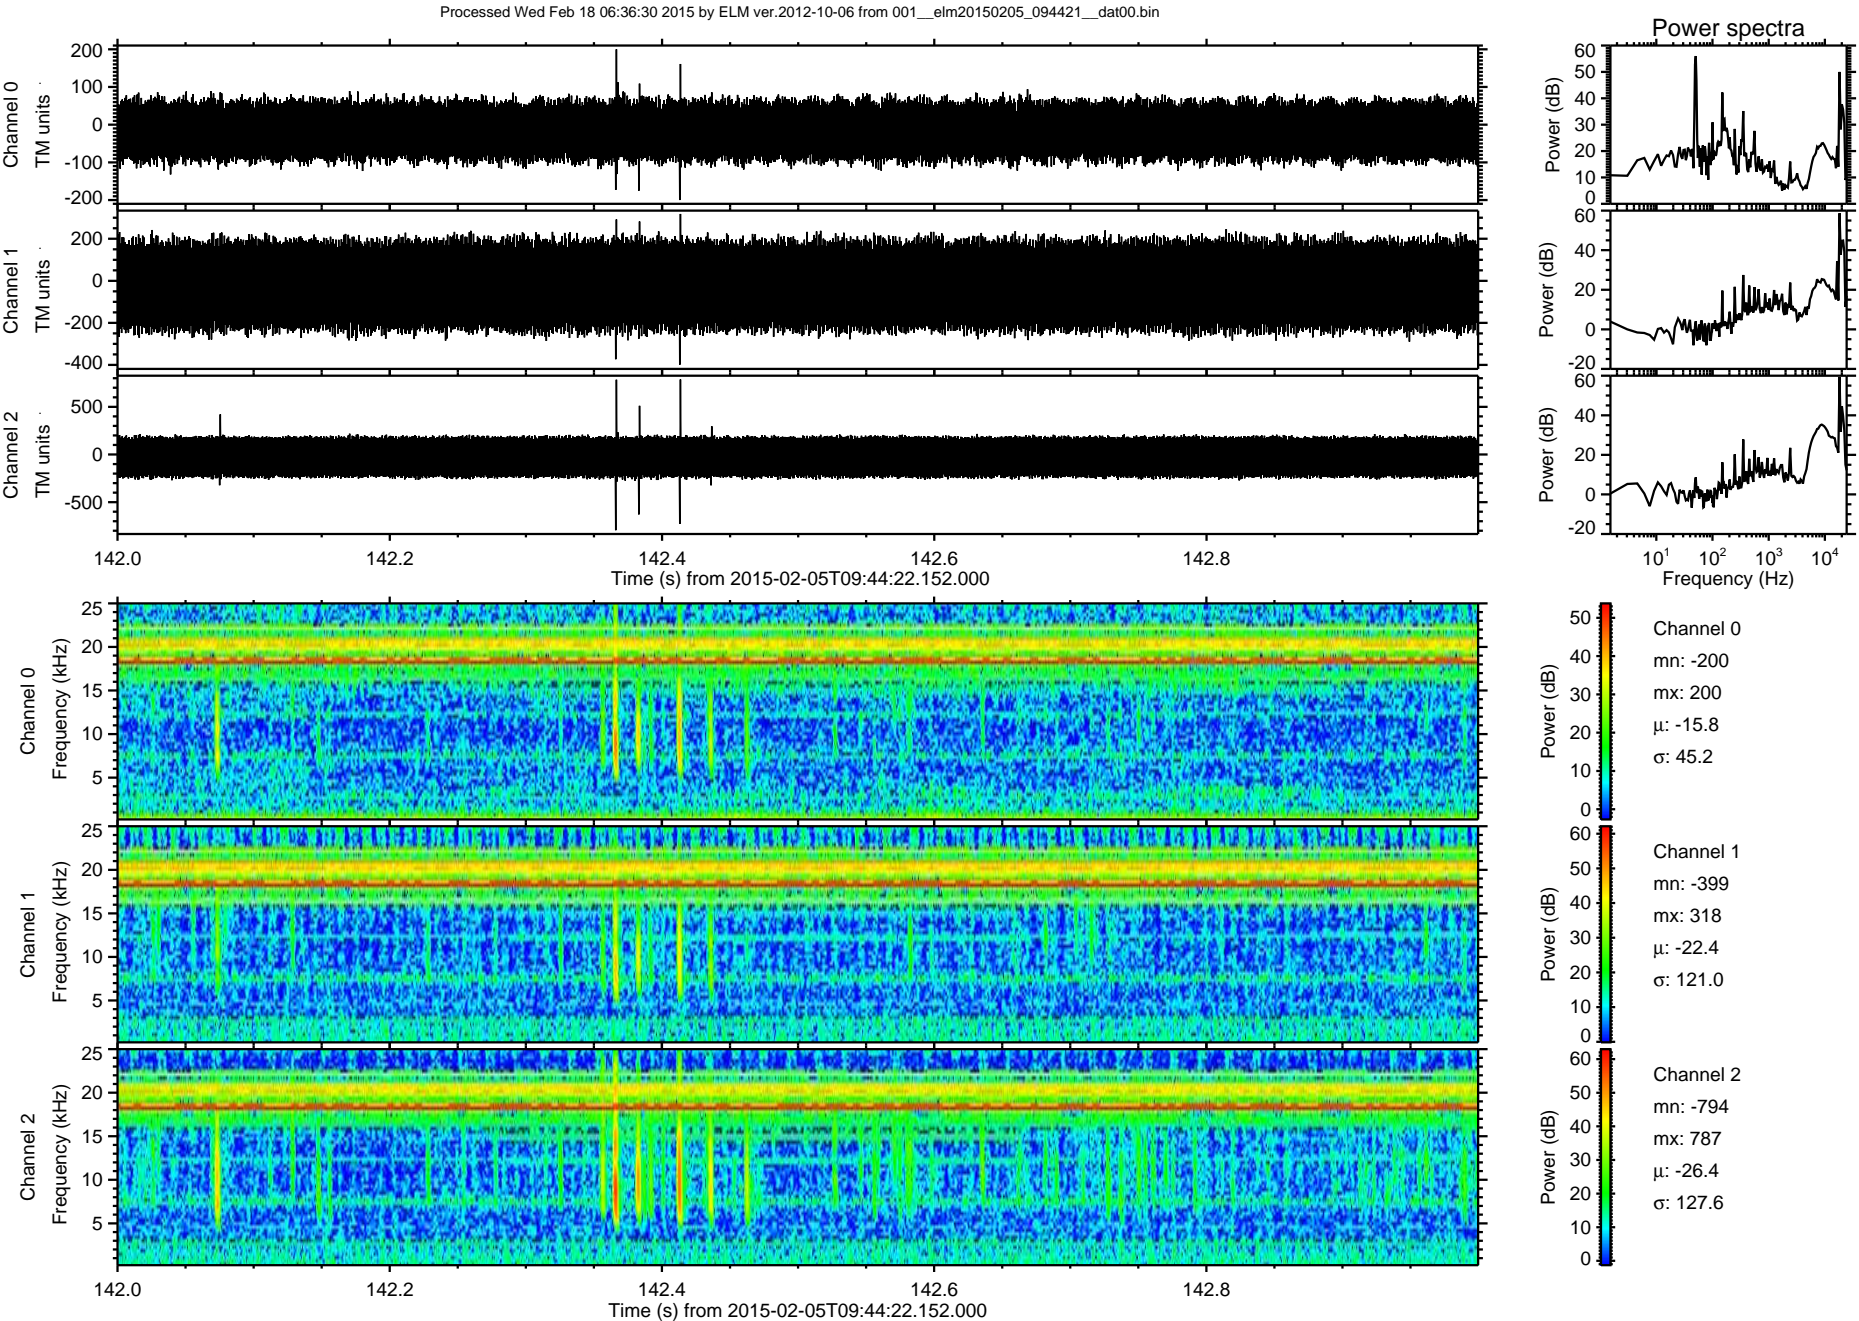 Processed Wed Feb 18 06:36:30 2015 by ELM ver.2012-10-06 from 001__elm20150205_094421__dat00.bin
Power spectra
Channel 0
TM units
200
100
0
-100
-200
Power (dB)
60
50
40
30
20
10
0
Channel 1
TM units
200
0
-200
-400
Power (dB)
60
40
20
0
-20
Channel 2
TM units
500
0
-500
Power (dB)
60
40
20
0
-20
142.0 142.2 142.4 142.6 142.8
Time (s) from 2015-02-05T09:44:22.152.000
10^1 10^2 10^3 10^4
Frequency (Hz)
Channel 0
Frequency (kHz)
25
20
15
10
5
Power (dB)
50
40
30
20
10
0
Channel 0
mn: -200
mx: 200
μ: -15.8
σ: 45.2
Channel 1
Frequency (kHz)
25
20
15
10
5
Power (dB)
60
50
40
30
20
10
0
Channel 1
mn: -399
mx: 318
μ: -22.4
σ: 121.0
Channel 2
Frequency (kHz)
25
20
15
10
5
Power (dB)
60
50
40
30
20
10
0
Channel 2
mn: -794
mx: 787
μ: -26.4
σ: 127.6
142.0 142.2 142.4 142.6 142.8
Time (s) from 2015-02-05T09:44:22.152.000